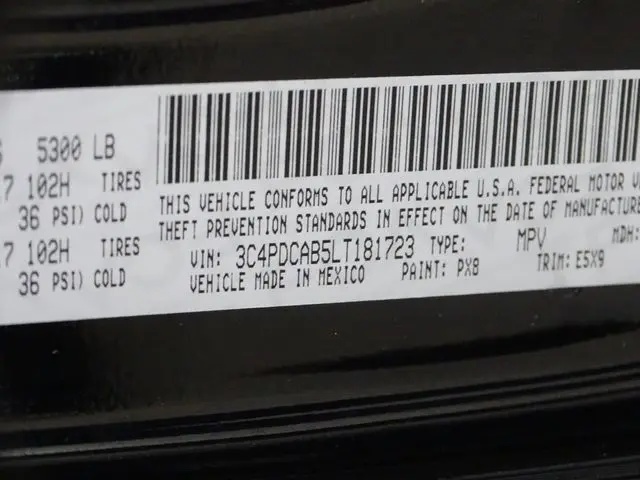 5300 LB
102H TIRES
36 PSI) COLD
102H TIRES
36 PSI) COLD
THIS VEHICLE CONFORMS TO ALL APPLICABLE U.S.A. FEDERAL MOTOR
THEFT PREVENTION STANDARDS IN EFFECT ON THE DATE OF MANUFACTURE
VIN: 3C4PDCAB5LT181723 TYPE: MPV MDH:
VEHICLE MADE IN MEXICO PAINT: PX8 TRIM: E5X9